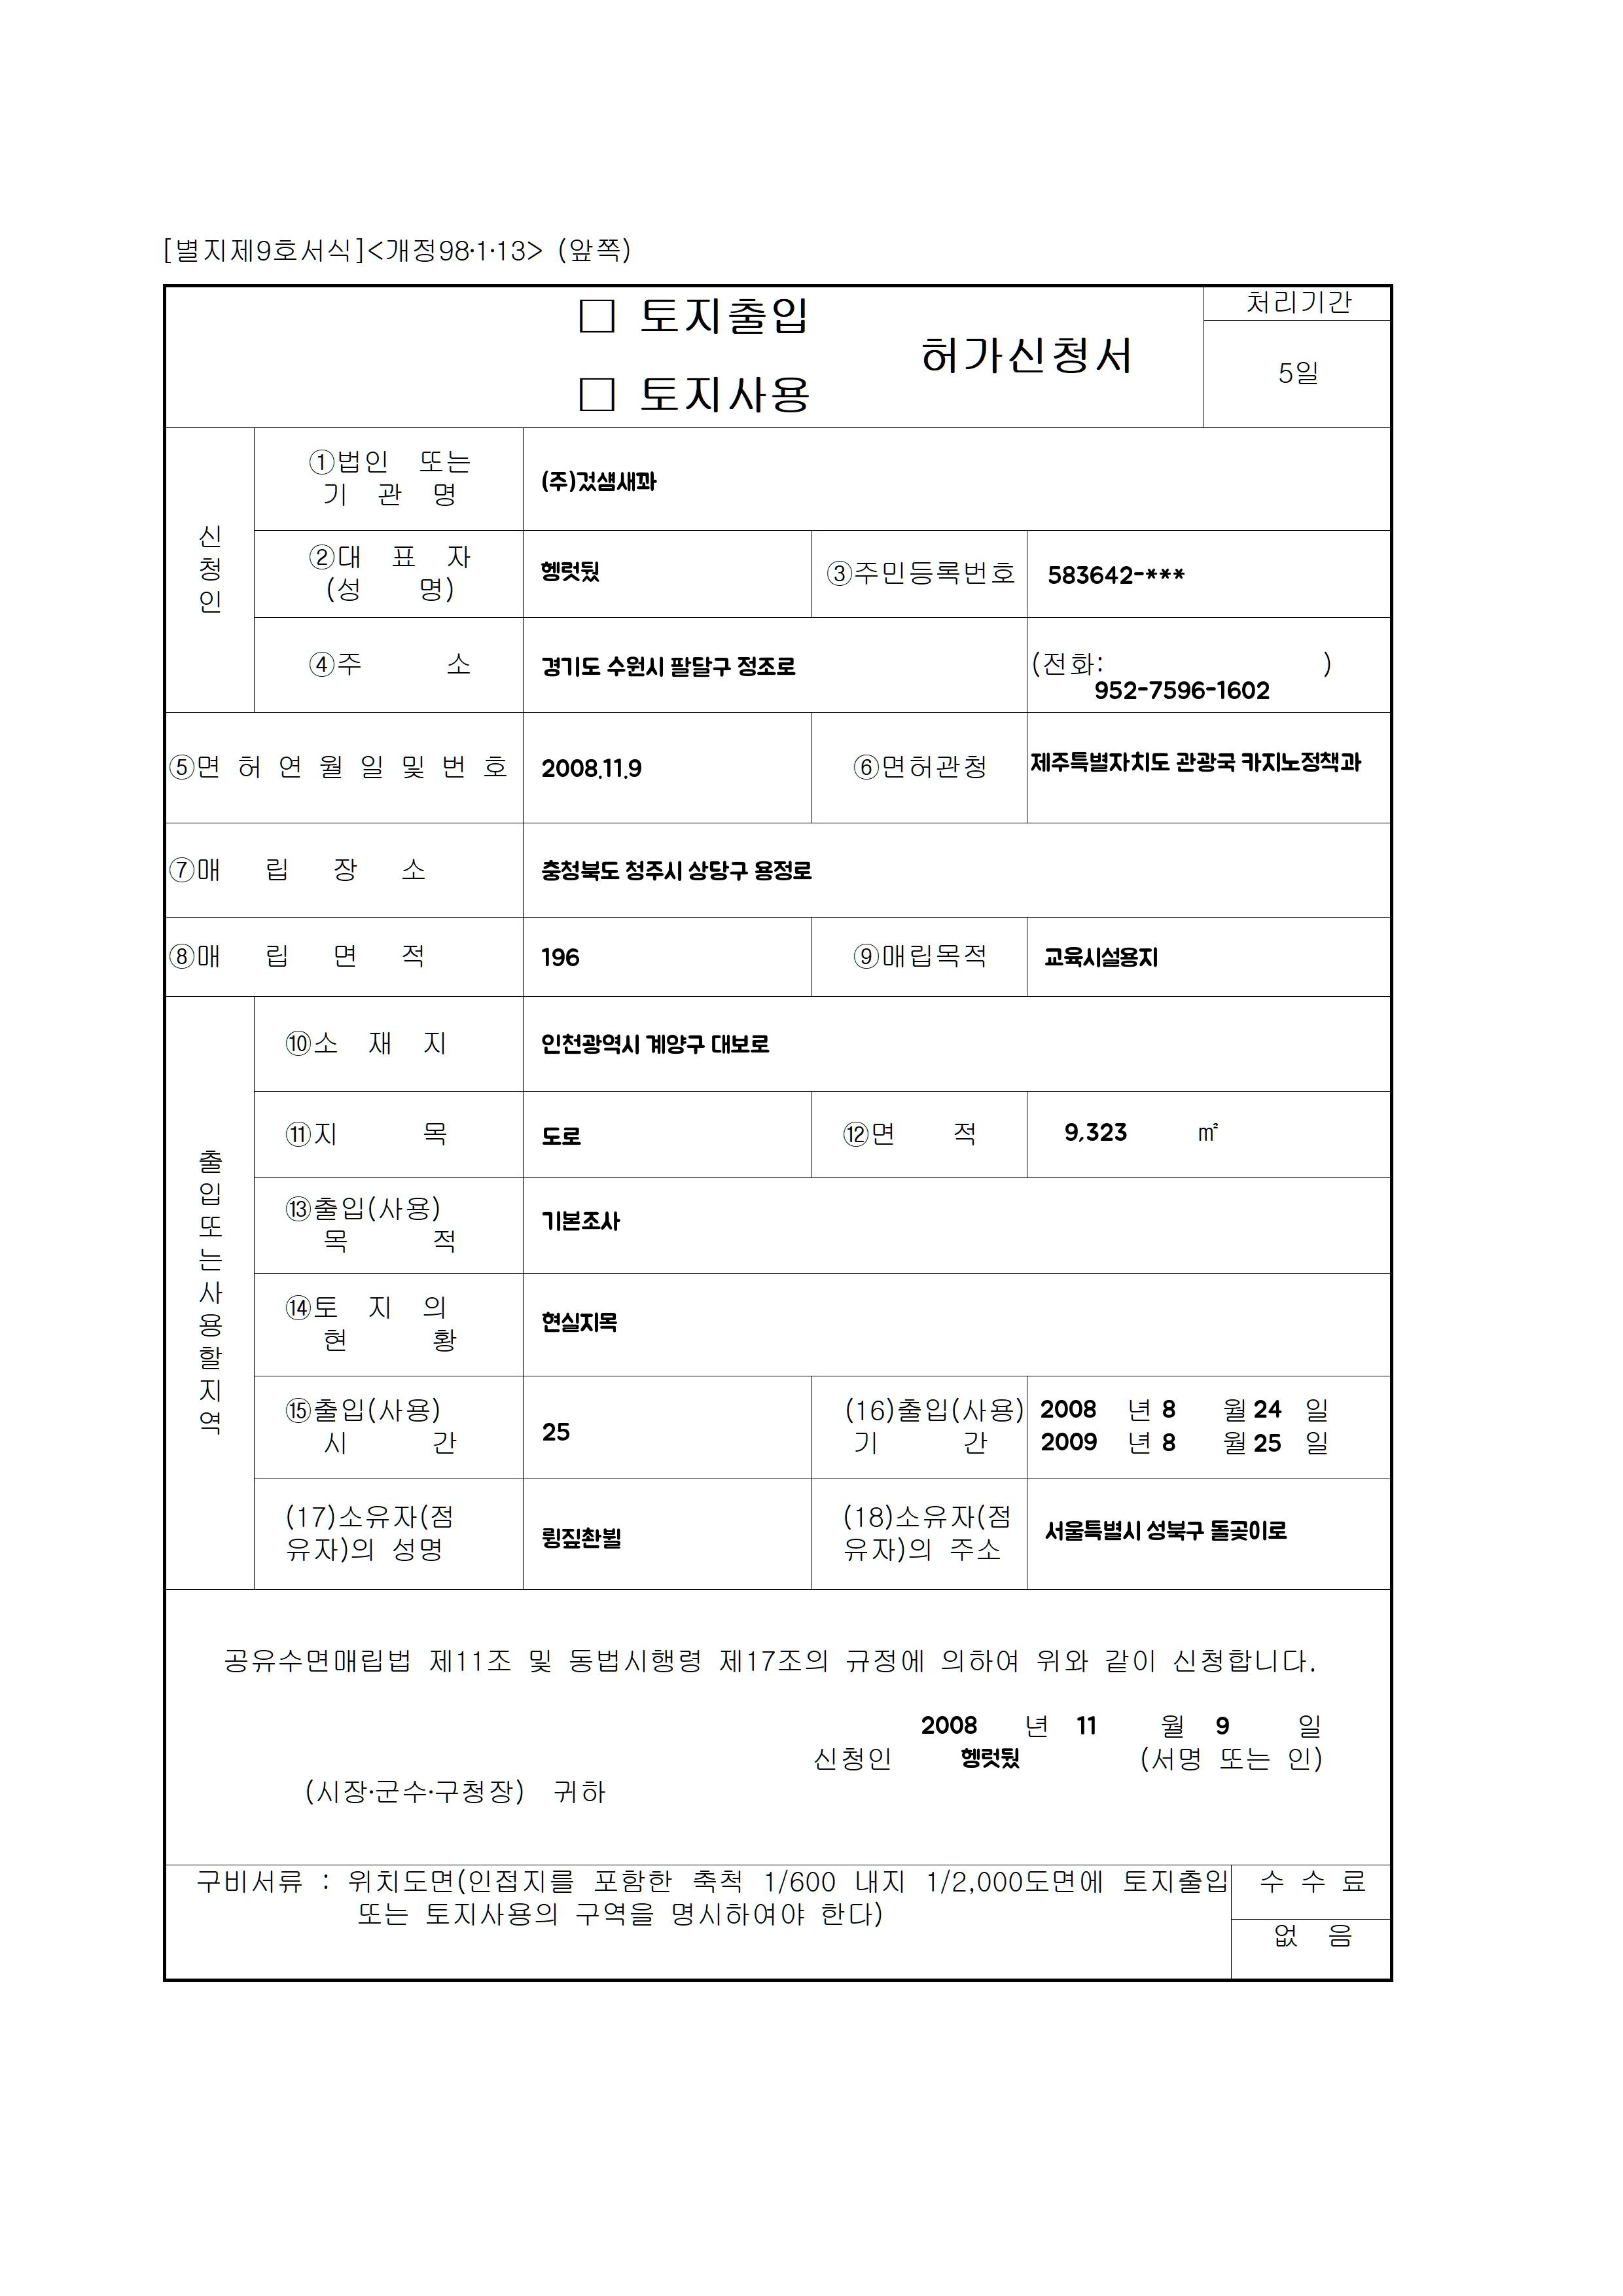 [별지제9호서식]<개정98·1·13> (앞쪽)
□ 토지출입
□ 토지사용
허가신청서
처리기간
5일
신청인
①법인 또는
기 관 명
(주)겄섐새꽈
②대 표 자
(성 명)
헹럿뒀
③주민등록번호
583642-***
④주 소
경기도 수원시 팔달구 정조로
(전화: )
952-7596-1602
⑤면 허 연 월 일 및 번 호
2008.11.9
⑥면허관청
제주특별자치도 관광국 카지노정책과
⑦매 립 장 소
충청북도 청주시 상당구 용정로
⑧매 립 면 적
196
⑨매립목적
교육시설용지
출입또는사용할지역
⑩소 재 지
인천광역시 계양구 대보로
⑪지 목
도로
⑫면 적
9,323 ㎡
⑬출입(사용)
목 적
기본조사
⑭토 지 의
현 황
현실지목
⑮출입(사용)
시 간
25
(16)출입(사용)
기 간
2008 년 8 월 24 일
2009 년 8 월 25 일
(17)소유자(점
유자)의 성명
륑짚촨뷜
(18)소유자(점
유자)의 주소
서울특별시 성북구 돌곶이로
공유수면매립법 제11조 및 동법시행령 제17조의 규정에 의하여 위와 같이 신청합니다.
2008 년 11 월 9 일
신청인 헹럿뒀 (서명 또는 인)
(시장·군수·구청장) 귀하
구비서류 : 위치도면(인접지를 포함한 축척 1/600 내지 1/2,000도면에 토지출입
또는 토지사용의 구역을 명시하여야 한다)
수 수 료
없 음